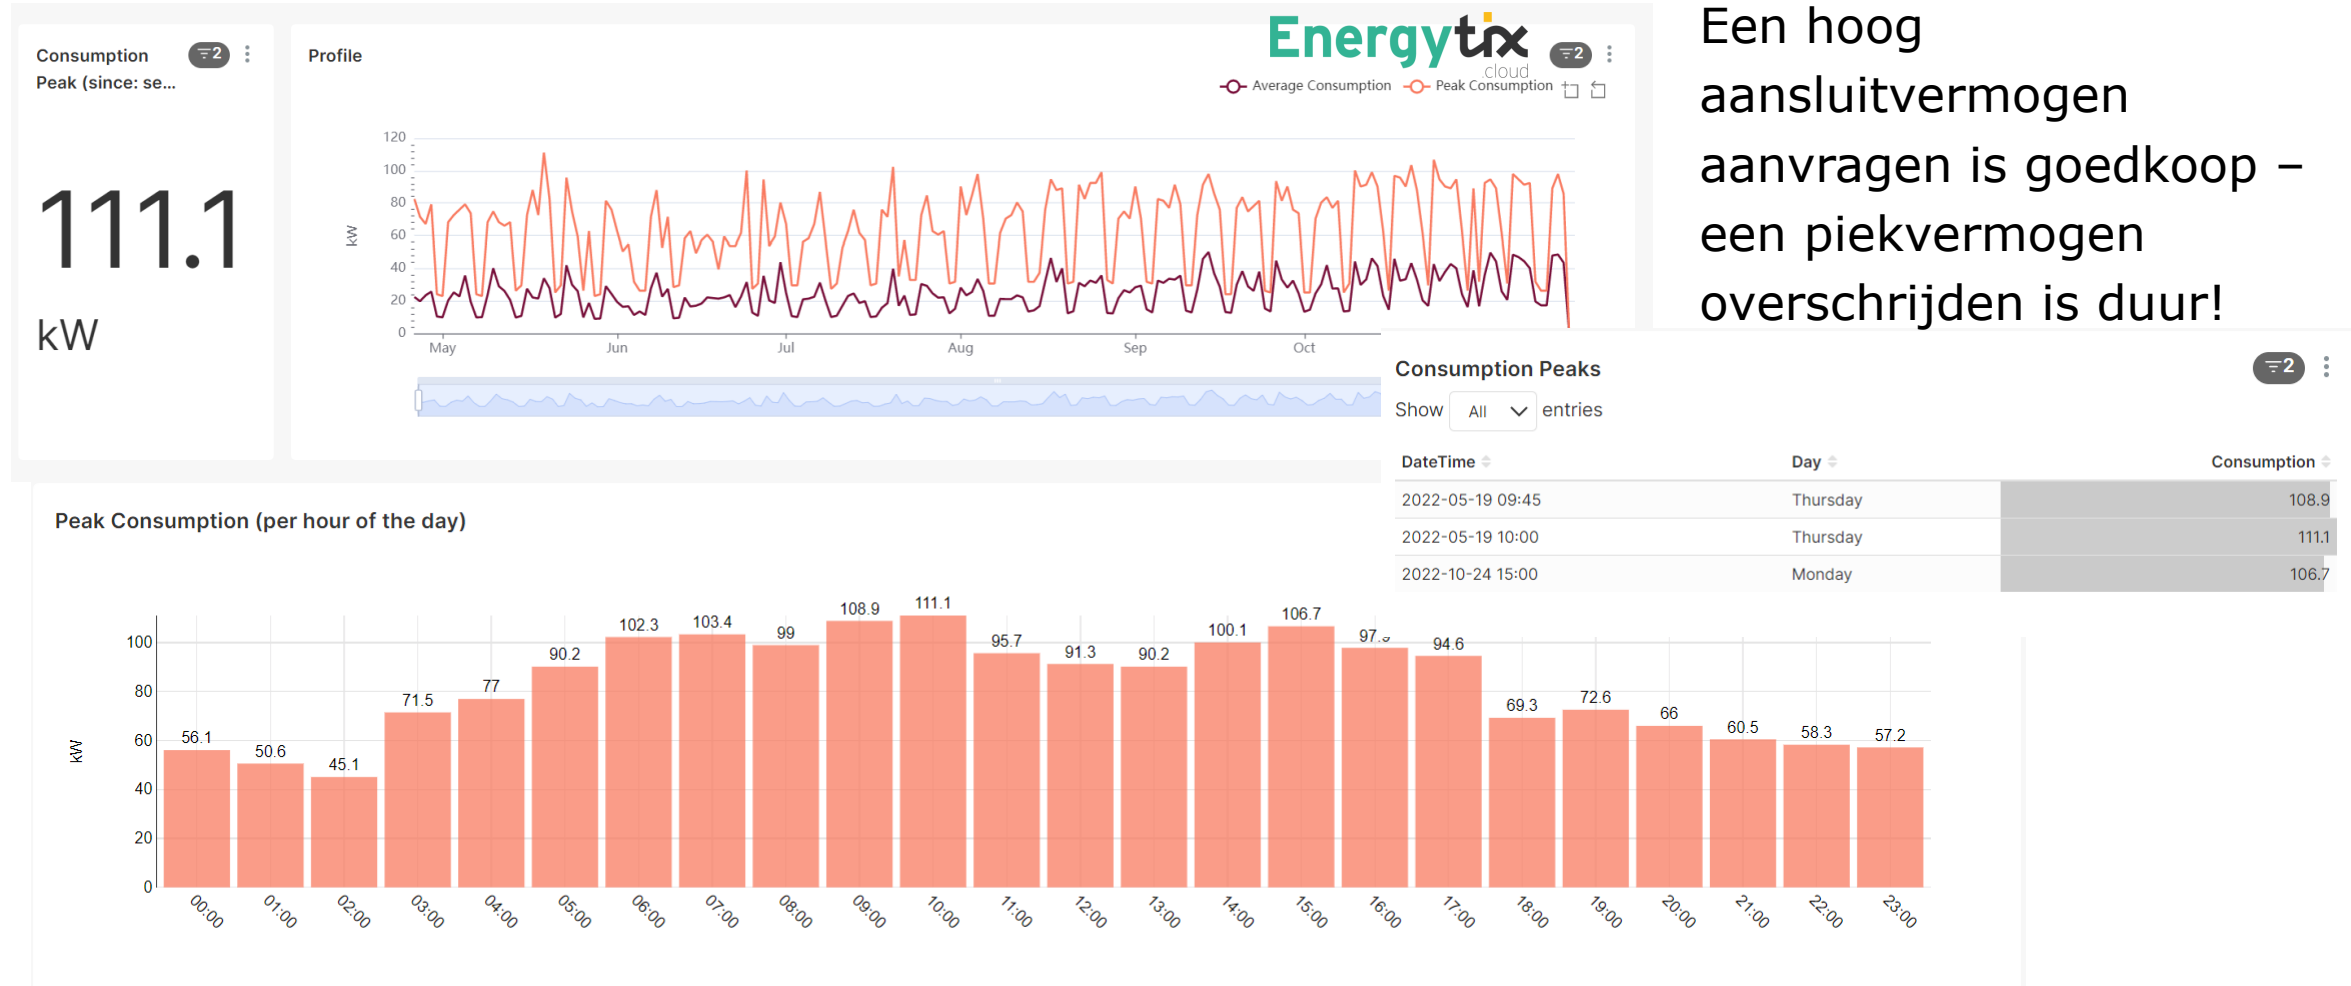 Consumption
Peak (since: se...
2
111.1
kW
Profile
Energytix
.cloud
2
Average Consumption
Peak Consumption
120
100
80
60
40
20
0
kW
May
Jun
Jul
Aug
Sep
Oct
Een hoog
aansluitvermogen
aanvragen is goedkoop –
een piekvermogen
overschrijden is duur!
Consumption Peaks
2
Show All entries
DateTime Day Consumption
2022-05-19 09:45 Thursday 108.9
2022-05-19 10:00 Thursday 111.1
2022-10-24 15:00 Monday 106.7
Peak Consumption (per hour of the day)
100
80
60
40
20
0
kW
56.1
50.6
45.1
71.5
77
90.2
102.3
103.4
99
108.9
111.1
95.7
91.3
90.2
100.1
106.7
94.6
69.3
72.6
66
60.5
58.3
57.2
00:00
01:00
02:00
03:00
04:00
05:00
06:00
07:00
08:00
09:00
10:00
11:00
12:00
13:00
14:00
15:00
16:00
17:00
18:00
19:00
20:00
21:00
22:00
23:00